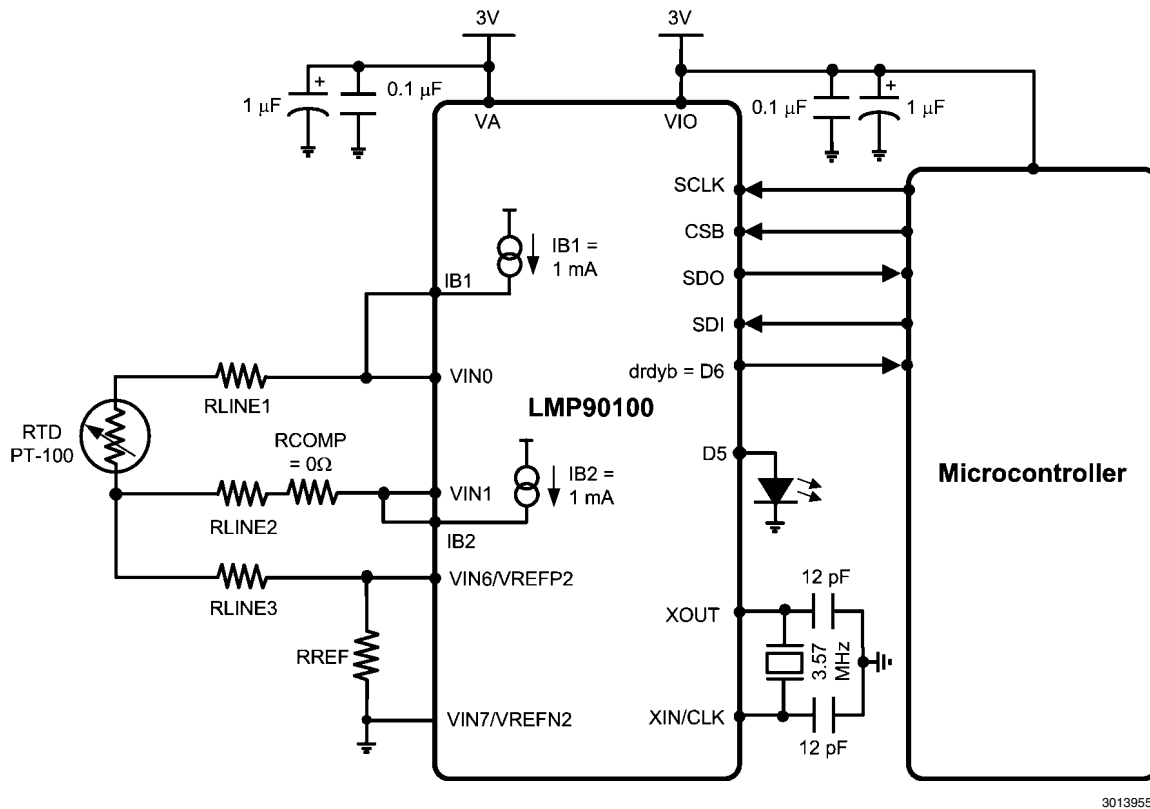 3V
3V
1 µF
+
0.1 µF
0.1 µF
+
1 µF
VA
VIO
SCLK
CSB
SDO
SDI
drdyb = D6
IB1 =
1 mA
IB1
VIN0
RLINE1
LMP90100
RTD
PT-100
RCOMP
= 0Ω
D5
IB2 =
1 mA
VIN1
Microcontroller
RLINE2
IB2
VIN6/VREFP2
RLINE3
12 pF
XOUT
3.57
MHz
RREF
XIN/CLK
VIN7/VREFN2
12 pF
3013955